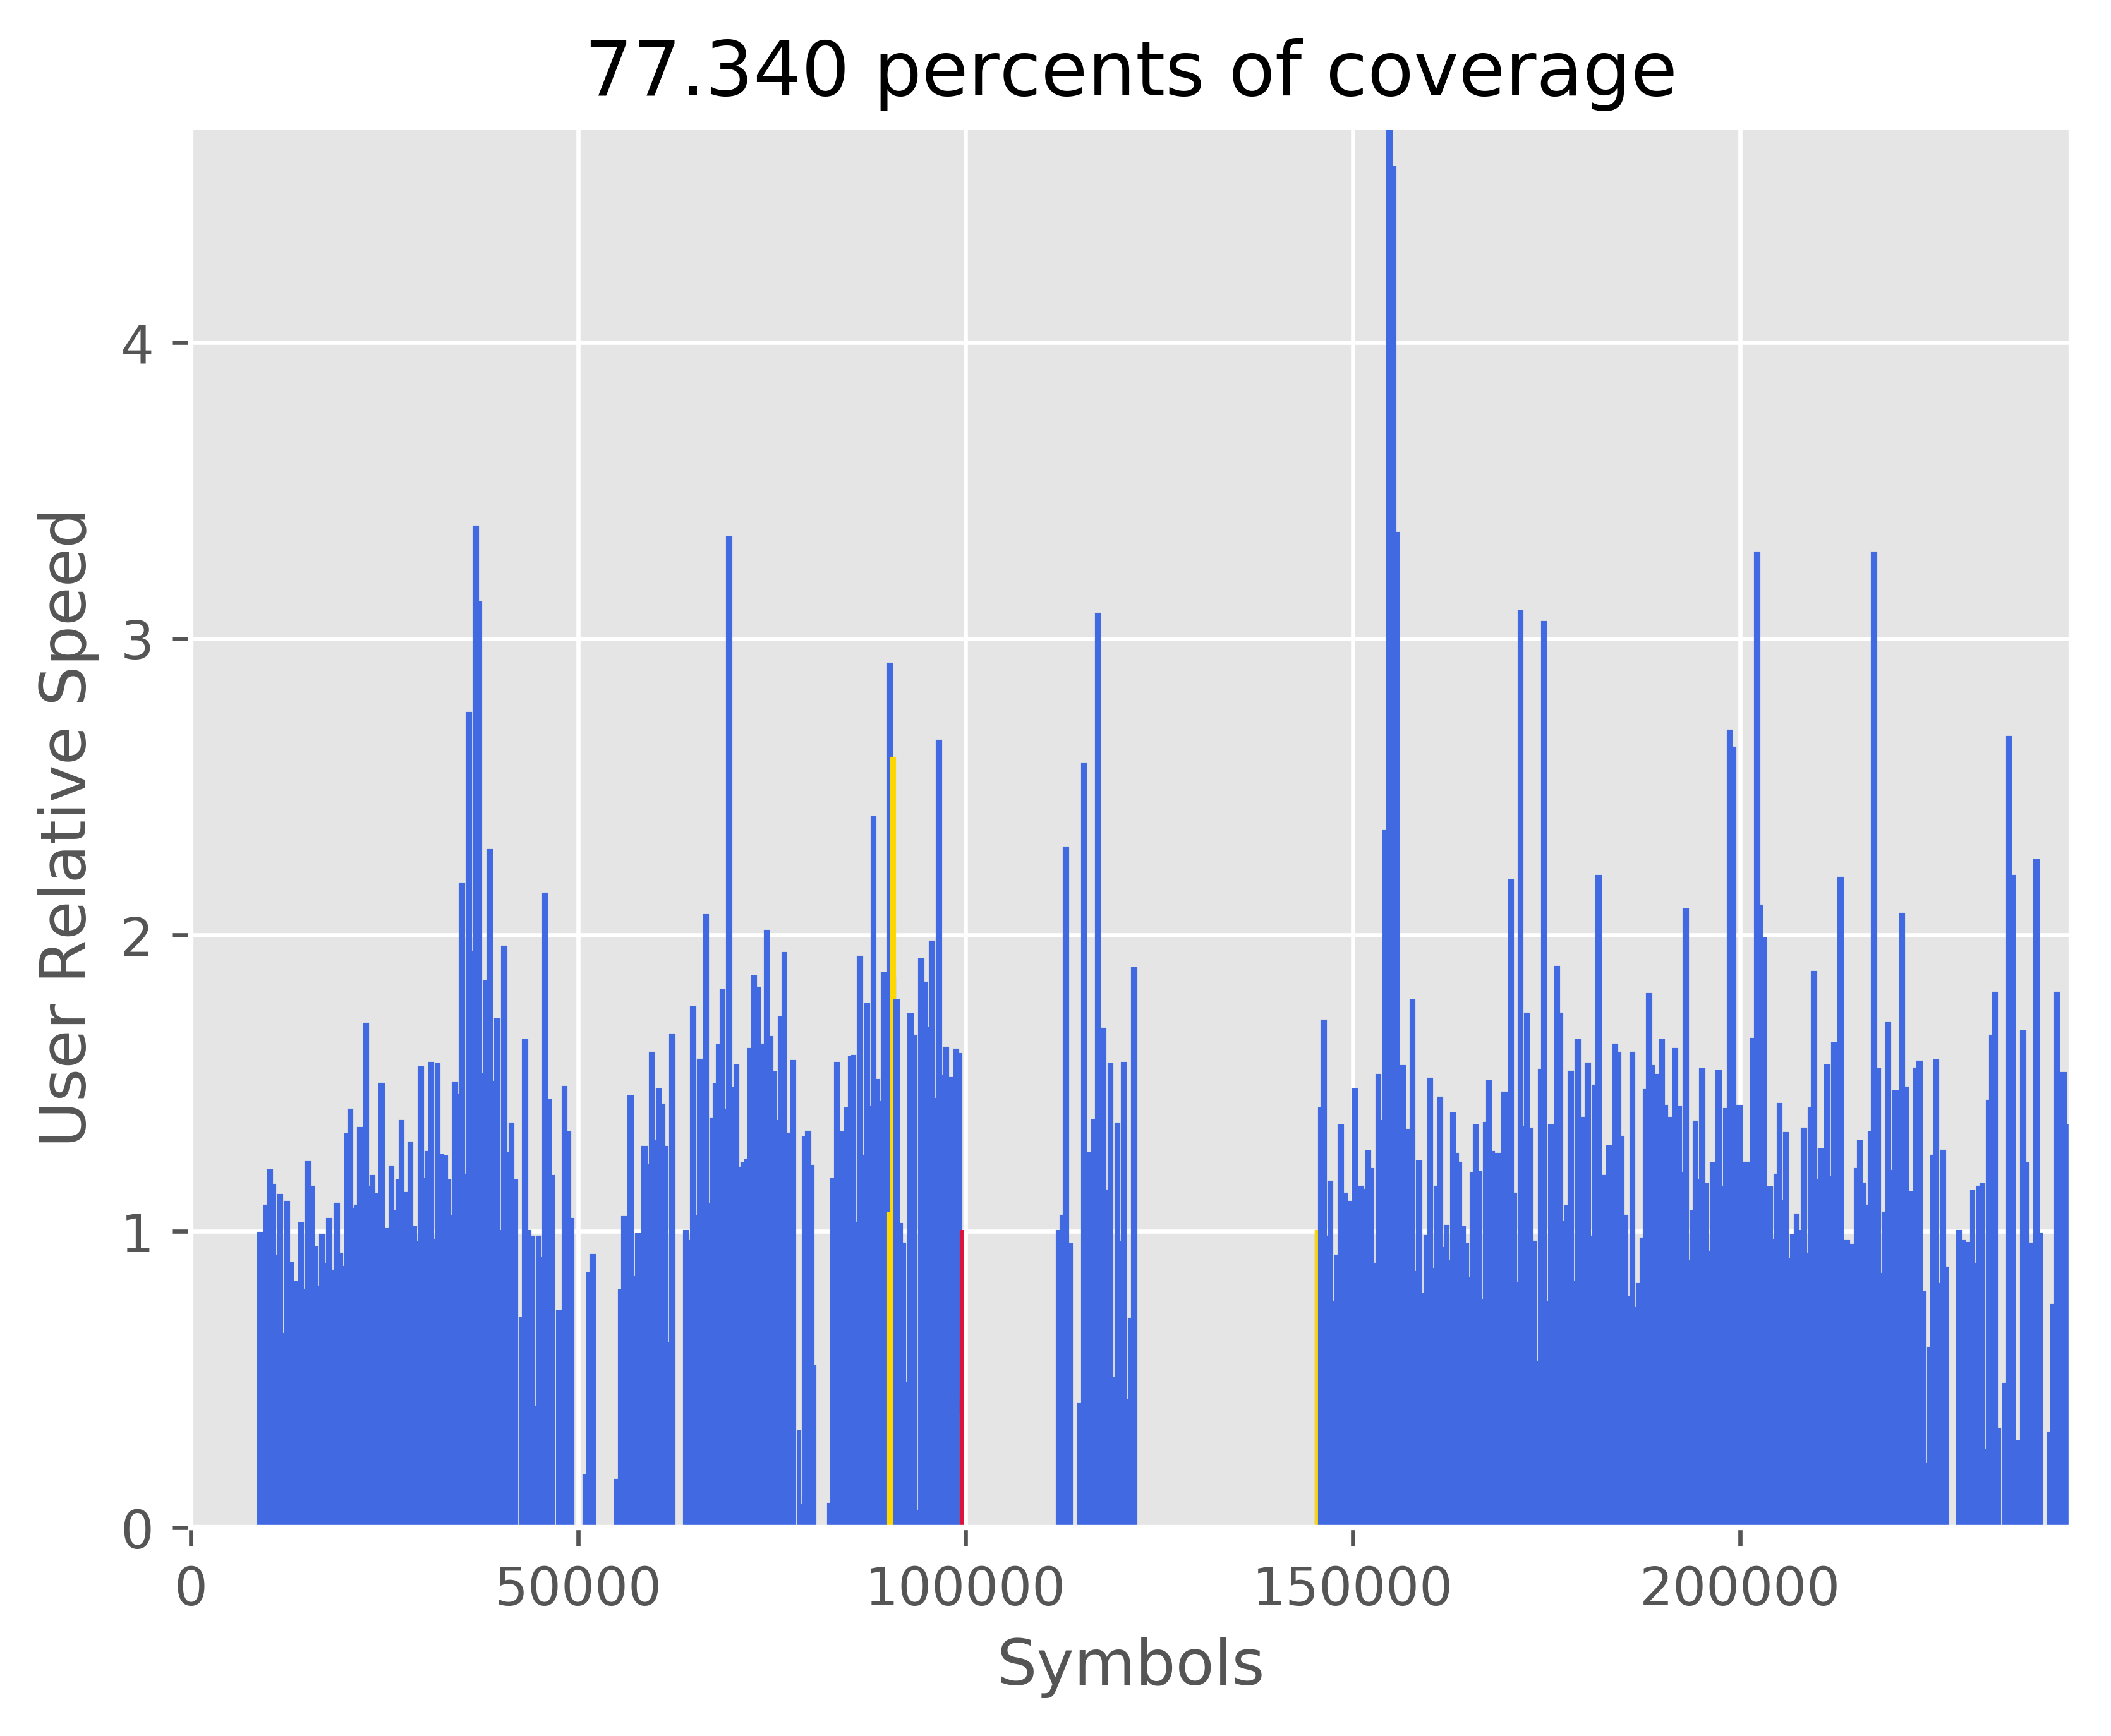 77.340 percents of coverage
User Relative Speed
4
3
2
1
0
0 50000 100000 150000 200000
Symbols